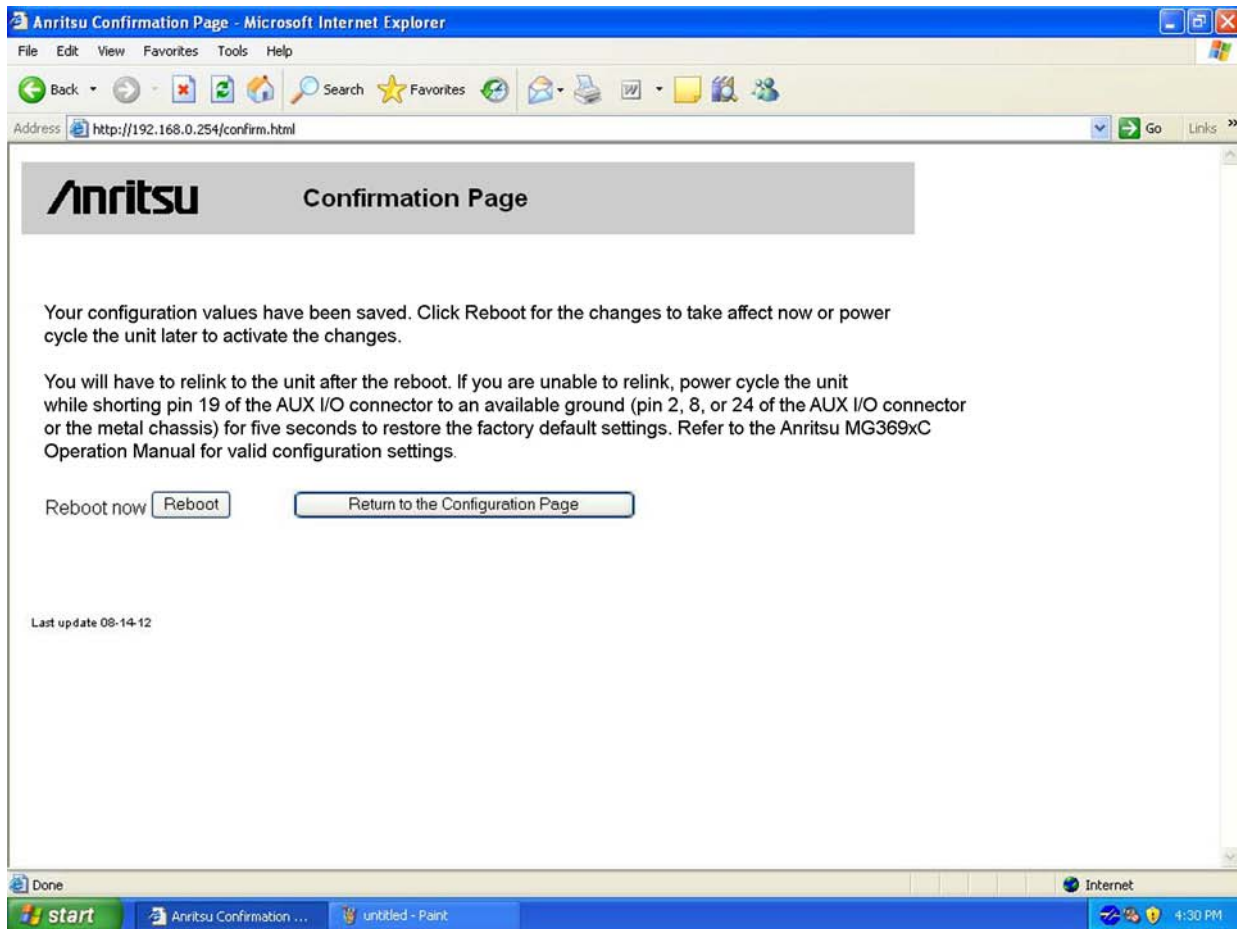 Anritsu Confirmation Page - Microsoft Internet Explorer
File Edit View Favorites Tools Help
Back Search Favorites
Address http://192.168.0.254/confirm.html Go Links »
Anritsu Confirmation Page
Your configuration values have been saved. Click Reboot for the changes to take affect now or power
cycle the unit later to activate the changes.
You will have to relink to the unit after the reboot. If you are unable to relink, power cycle the unit
while shorting pin 19 of the AUX I/O connector to an available ground (pin 2, 8, or 24 of the AUX I/O connector
or the metal chassis) for five seconds to restore the factory default settings. Refer to the Anritsu MG369xC
Operation Manual for valid configuration settings.
Reboot now Reboot Return to the Configuration Page
Last update 08-14-12
Done Internet
start Anritsu Confirmation ... untitled - Paint 4:30 PM